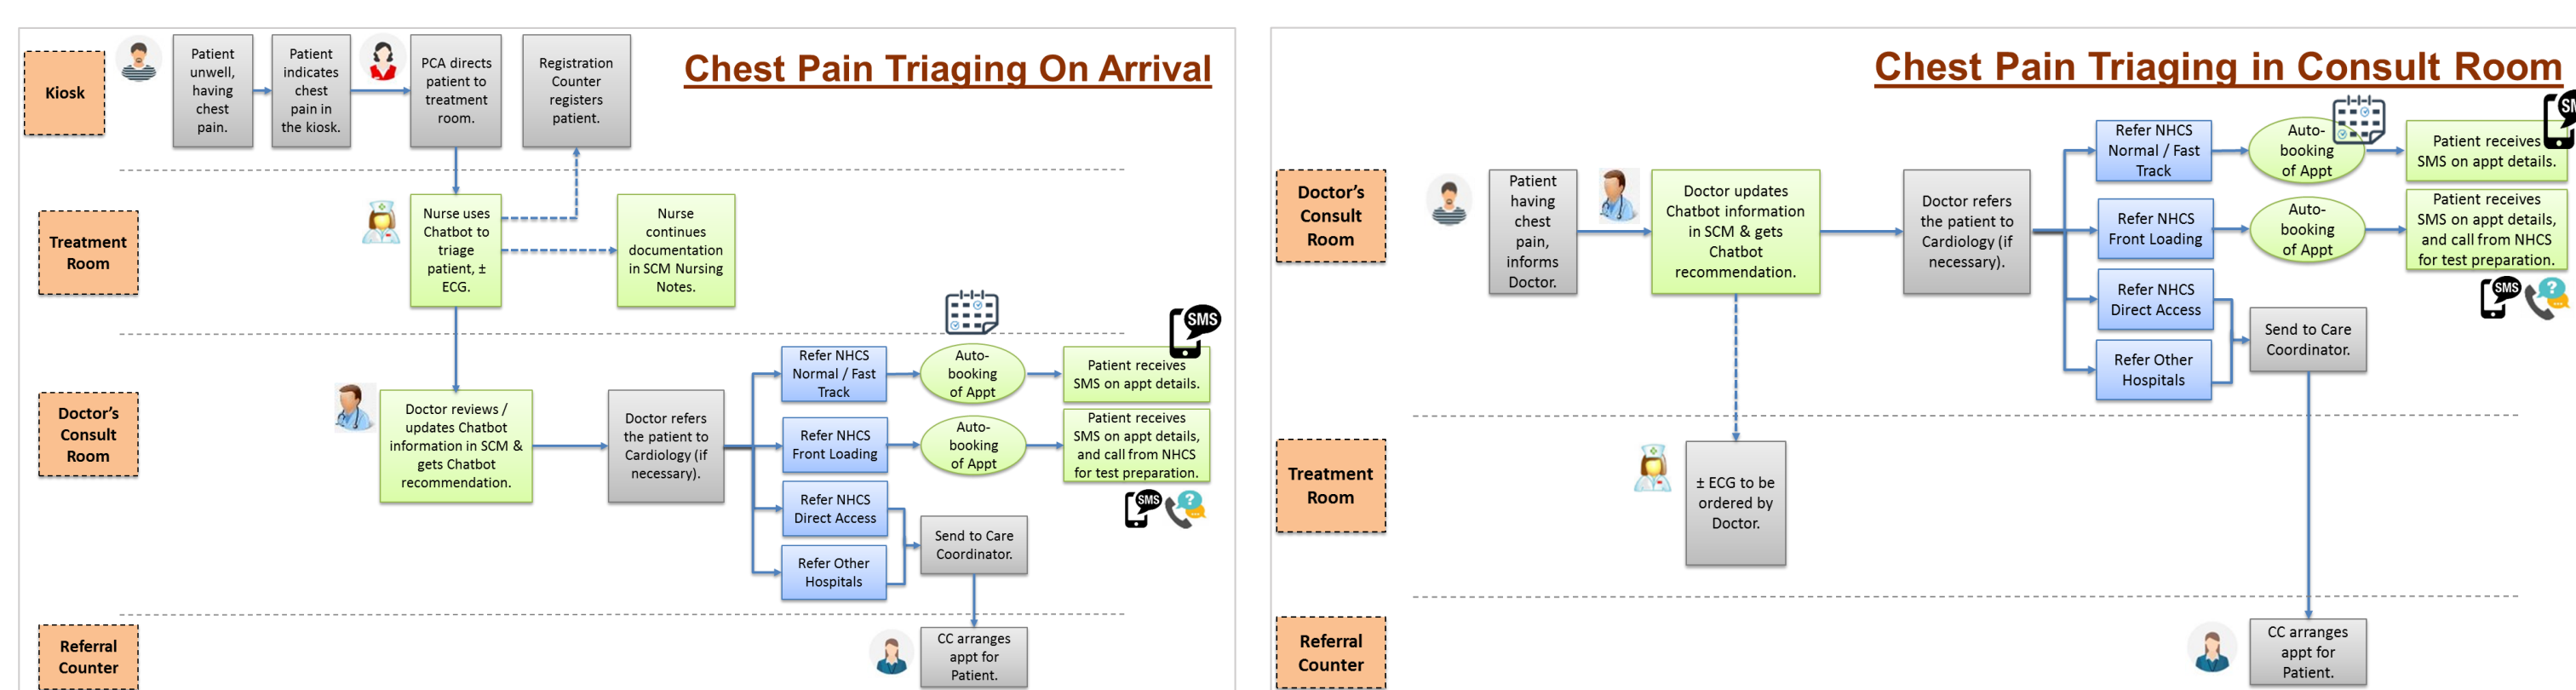 Chest Pain Triaging On Arrival
Kiosk
Patient
unwell,
having
chest
pain.
Patient
indicates
chest
pain in
the kiosk.
PCA directs
patient to
treatment
room.
Registration
Counter
registers
patient.
Treatment
Room
Nurse uses
Chatbot to
triage
patient, ±
ECG.
Nurse
continues
documentation
in SCM Nursing
Notes.
Doctor's
Consult
Room
Doctor reviews /
updates Chatbot
information in SCM &
gets Chatbot
recommendation.
Doctor refers
the patient to
Cardiology (if
necessary).
Refer NHCS
Normal / Fast
Track
Auto-
booking
of Appt
Patient receives
SMS on appt details.
SMS
Refer NHCS
Front Loading
Auto-
booking
of Appt
Patient receives
SMS on appt details,
and call from NHCS
for test preparation.
SMS
?
Refer NHCS
Direct Access
Refer Other
Hospitals
Send to Care
Coordinator.
Referral
Counter
CC arranges
appt for
Patient.
Chest Pain Triaging in Consult Room
Doctor's
Consult
Room
Patient
having
chest
pain,
informs
Doctor.
Doctor updates
Chatbot information
in SCM & gets
Chatbot
recommendation.
Doctor refers
the patient to
Cardiology (if
necessary).
Refer NHCS
Normal / Fast
Track
Auto-
booking
of Appt
Patient receives
SMS on appt details.
Refer NHCS
Front Loading
Auto-
booking
of Appt
Patient receives
SMS on appt details,
and call from NHCS
for test preparation.
SMS
?
Refer NHCS
Direct Access
Refer Other
Hospitals
Send to Care
Coordinator.
Treatment
Room
± ECG to be
ordered by
Doctor.
Referral
Counter
CC arranges
appt for
Patient.